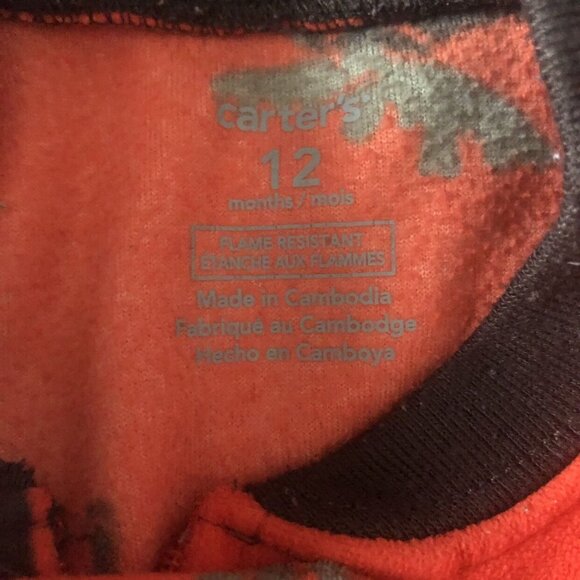 carter's
12
months / mois
FLAME RESISTANT
ÉTANCHE AUX FLAMMES
Made in Cambodia
Fabriqué au Cambodge
Hecho en Camboya